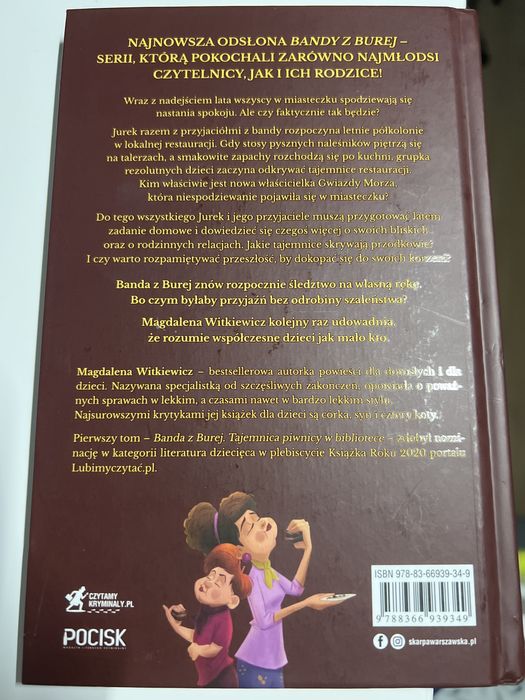 NAJNOWSZA ODSŁONA BANDY Z BUREJ –
SERII, KTÓRĄ POKOCHALI ZARÓWNO NAJMŁODSI
CZYTELNICY, JAK I ICH RODZICE!
Wraz z nadejściem lata wszyscy w miasteczku spodziewają się
nastania spokoju. Ale czy faktycznie tak będzie?
Jurek razem z przyjaciółmi z bandy rozpoczyna letnie półkolonie
w lokalnej restauracji. Gdy stosy pysznych naleśników piętrzą się
na talerzach, a smakowite zapachy rozchodzą się po kuchni, grupka
rezolutnych dzieci zaczyna odkrywać tajemnice restauracji.
Kim właściwie jest nowa właścicielka Gwiazdy Morza,
która niespodziewanie pojawiła się w miasteczku?
Do tego wszystkiego Jurek i jego przyjaciele muszą przygotować latem
zadanie domowe i dowiedzieć się czegoś więcej o swoich bliskich
oraz o rodzinnych relacjach. Jakie tajemnice skrywają przodkowie?
I czy warto rozpamiętywać przeszłość, by dokopać się do swoich korzeni?
Banda z Burej znów rozpocznie śledztwo na własną rękę.
Bo czym byłaby przyjaźń bez odrobiny szaleństwa?
Magdalena Witkiewicz kolejny raz udowadnia,
że rozumie współczesne dzieci jak mało kto.
Magdalena Witkiewicz – bestsellerowa autorka powieści dla dorosłych i dla
dzieci. Nazywana specjalistką od szczęśliwych zakończeń, opowiada o poważ-
nych sprawach w lekkim, a czasami nawet w bardzo lekkim stylu.
Najsurowszymi krytykami jej książek dla dzieci są córka, syn i cztery koty.
Pierwszy tom – Banda z Burej. Tajemnica piwnicy w bibliotece – zdobył nomi-
nację w kategorii literatura dziecięca w plebiscycie Książka Roku 2020 portalu
Lubimyczytać.pl.
CZYTAMY
KRYMINAŁY.PL
POCISK
MAGAZYN LITERACKO KRYMINALNY
ISBN 978-83-66939-34-9
9 788366 939349
skarpawarszawska.pl